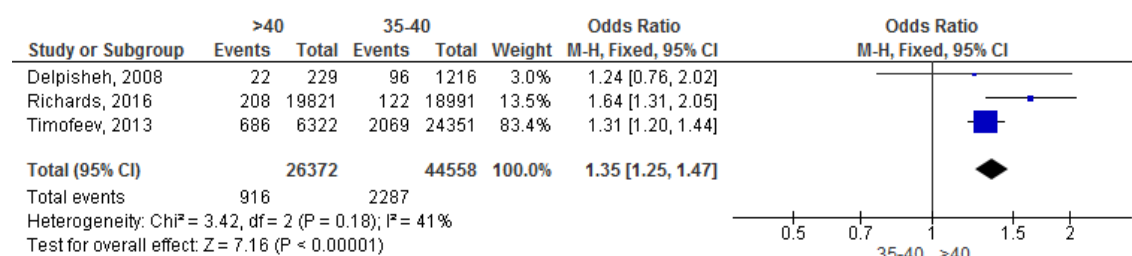 >40 35-40 Odds Ratio Odds Ratio
Study or Subgroup Events Total Events Total Weight M-H, Fixed, 95% CI M-H, Fixed, 95% CI
Delpisheh, 2008 22 229 96 1216 3.0% 1.24 [0.76, 2.02]
Richards, 2016 208 19821 122 18991 13.5% 1.64 [1.31, 2.05]
Timofeev, 2013 686 6322 2069 24351 83.4% 1.31 [1.20, 1.44]
Total (95% CI) 26372 44558 100.0% 1.35 [1.25, 1.47]
Total events 916 2287
Heterogeneity: Chi² = 3.42, df = 2 (P = 0.18); I² = 41%
Test for overall effect: Z = 7.16 (P < 0.00001)
0.5 0.7 1 1.5 2
35-40 >40